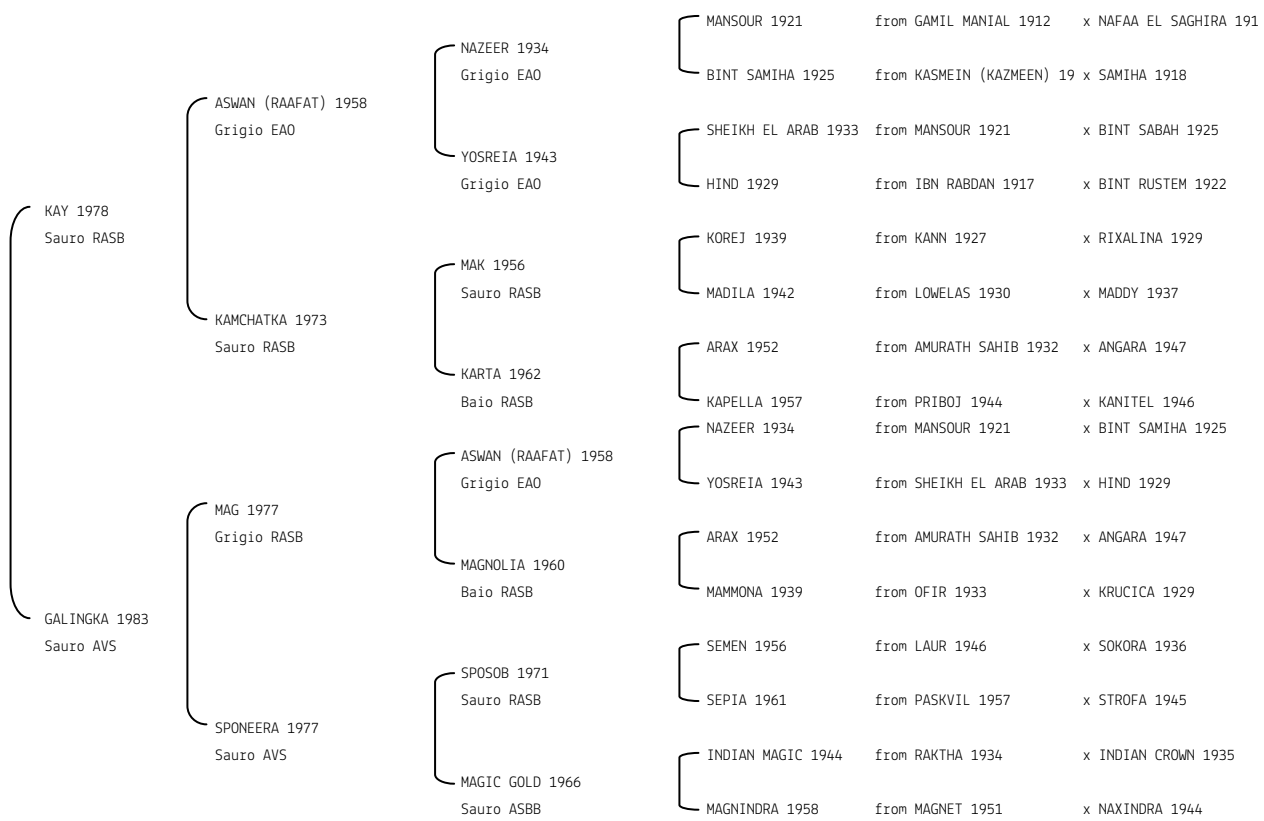 MANSOUR 1921 from GAMIL MANIAL 1912 x NAFAA EL SAGHIRA 191
NAZEER 1934
Grigio EAO
BINT SAMIHA 1925 from KASMEIN (KAZMEEN) 19 x SAMIHA 1918
ASWAN (RAAFAT) 1958
Grigio EAO
SHEIKH EL ARAB 1933 from MANSOUR 1921 x BINT SABAH 1925
YOSREIA 1943
Grigio EAO
HIND 1929 from IBN RABDAN 1917 x BINT RUSTEM 1922
KAY 1978
Sauro RASB
KOREJ 1939 from KANN 1927 x RIXALINA 1929
MAK 1956
Sauro RASB
MADILA 1942 from LOWELAS 1930 x MADDY 1937
KAMCHATKA 1973
Sauro RASB
ARAX 1952 from AMURATH SAHIB 1932 x ANGARA 1947
KARTA 1962
Baio RASB
KAPELLA 1957 from PRIBOJ 1944 x KANITEL 1946
NAZEER 1934 from MANSOUR 1921 x BINT SAMIHA 1925
ASWAN (RAAFAT) 1958
Grigio EAO
YOSREIA 1943 from SHEIKH EL ARAB 1933 x HIND 1929
MAG 1977
Grigio RASB
ARAX 1952 from AMURATH SAHIB 1932 x ANGARA 1947
MAGNOLIA 1960
Baio RASB
MAMMONA 1939 from OFIR 1933 x KRUCICA 1929
GALINGKA 1983
Sauro AVS
SEMEN 1956 from LAUR 1946 x SOKORA 1936
SPOSOB 1971
Sauro RASB
SEPIA 1961 from PASKVIL 1957 x STROFA 1945
SPONEERA 1977
Sauro AVS
INDIAN MAGIC 1944 from RAKTHA 1934 x INDIAN CROWN 1935
MAGIC GOLD 1966
Sauro ASBB
MAGNINDRA 1958 from MAGNET 1951 x NAXINDRA 1944